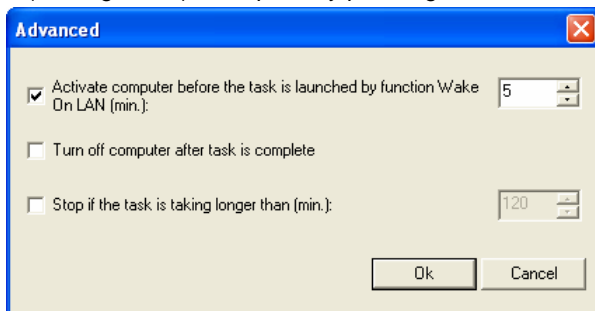 Advanced
Activate computer before the task is launched by function Wake
On LAN (min.):
5
Turn off computer after task is complete
Stop if the task is taking longer than (min.):
120
Ok
Cancel